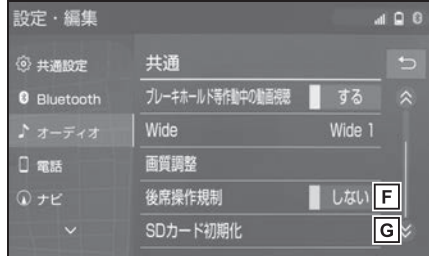 設定・編集
共通設定
Bluetooth
オーディオ
電話
ナビ
共通
ブレーキホールド等作動中の動画視聴 する
Wide Wide 1
画質調整
後席操作規制 しない F
SDカード初期化 G